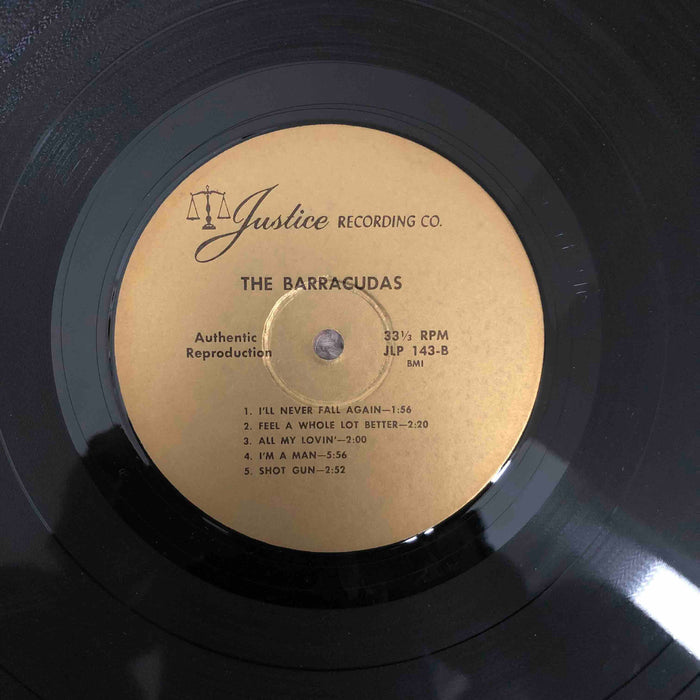 Justice RECORDING CO.
THE BARRACUDAS
Authentic
Reproduction
33⅓ RPM
JLP 143-B
BMI
1. I'LL NEVER FALL AGAIN—1:56
2. FEEL A WHOLE LOT BETTER—2:20
3. ALL MY LOVIN'—2:00
4. I'M A MAN—5:56
5. SHOT GUN—2:52